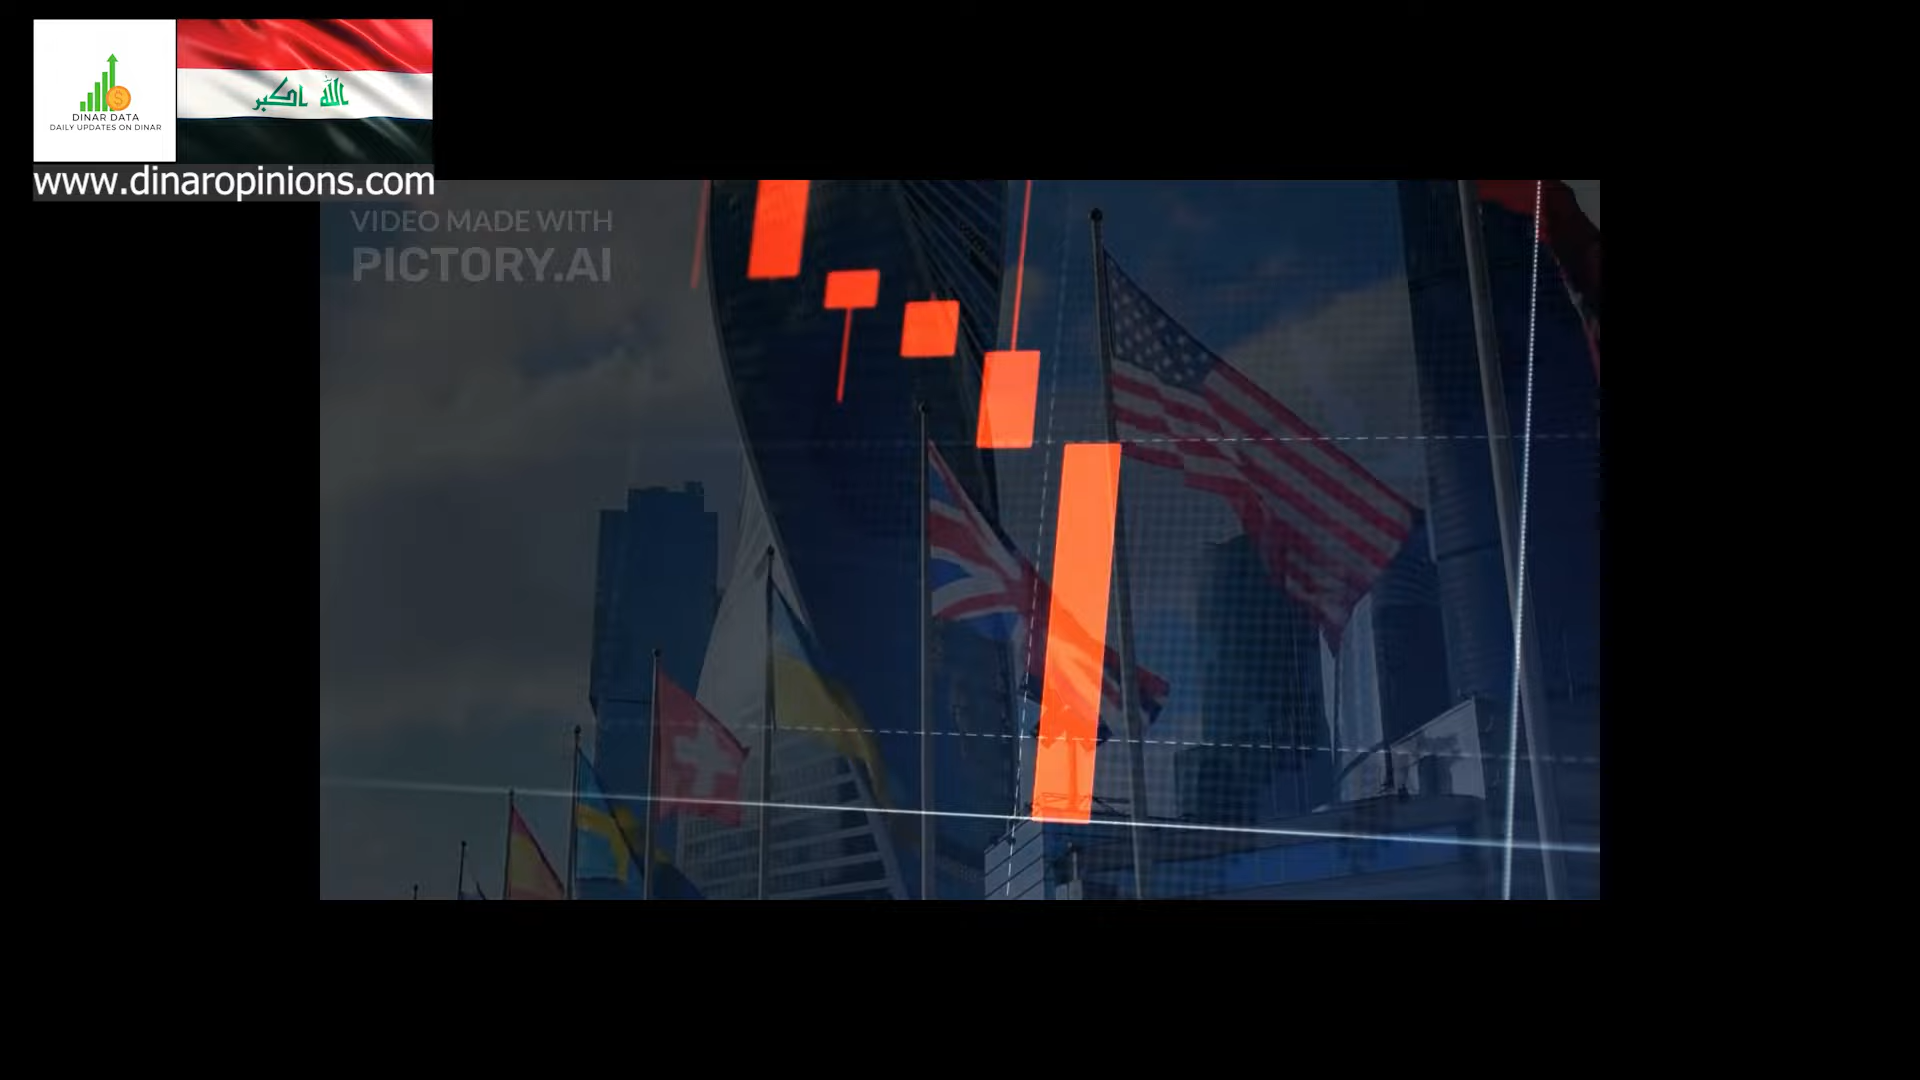 DINAR DATA
DAILY UPDATES ON DINAR
الله اكبر
www.dinaropinions.com
VIDEO MADE WITH
PICTORY.AI